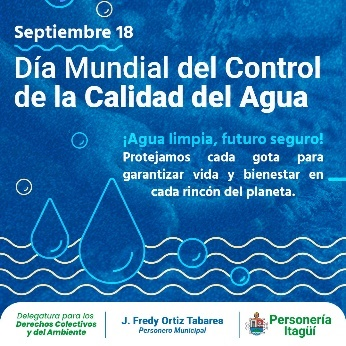 Septiembre 18
Día Mundial del Control
de la Calidad del Agua
¡Agua limpia, futuro seguro!
Protejamos cada gota para
garantizar vida y bienestar en
cada rincón del planeta.
Delegatura para los
Derechos Colectivos
y del Ambiente
J. Fredy Ortiz Tabarea
Personero Municipal
Personería
Itagüí